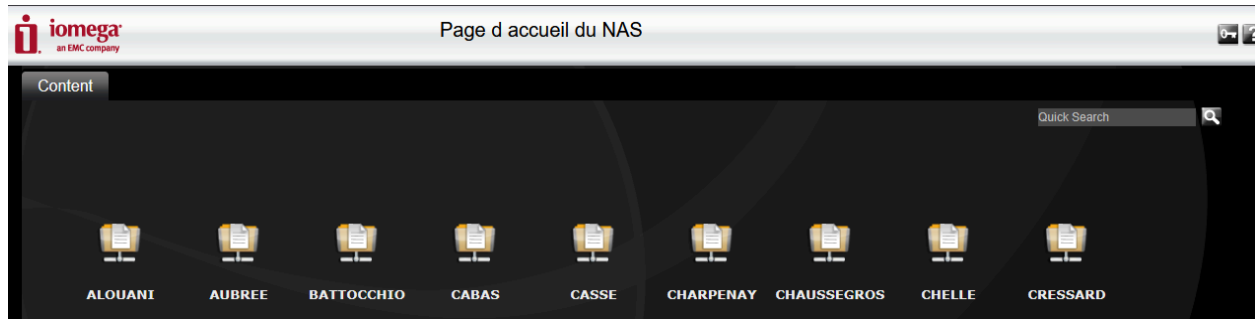 iomega
an EMC company
Page d accueil du NAS
Content
Quick Search
ALOUANI AUBREE BATTOCCHIO CABAS CASSE CHARPENAY CHAUSSEGROS CHELLE CRESSARD